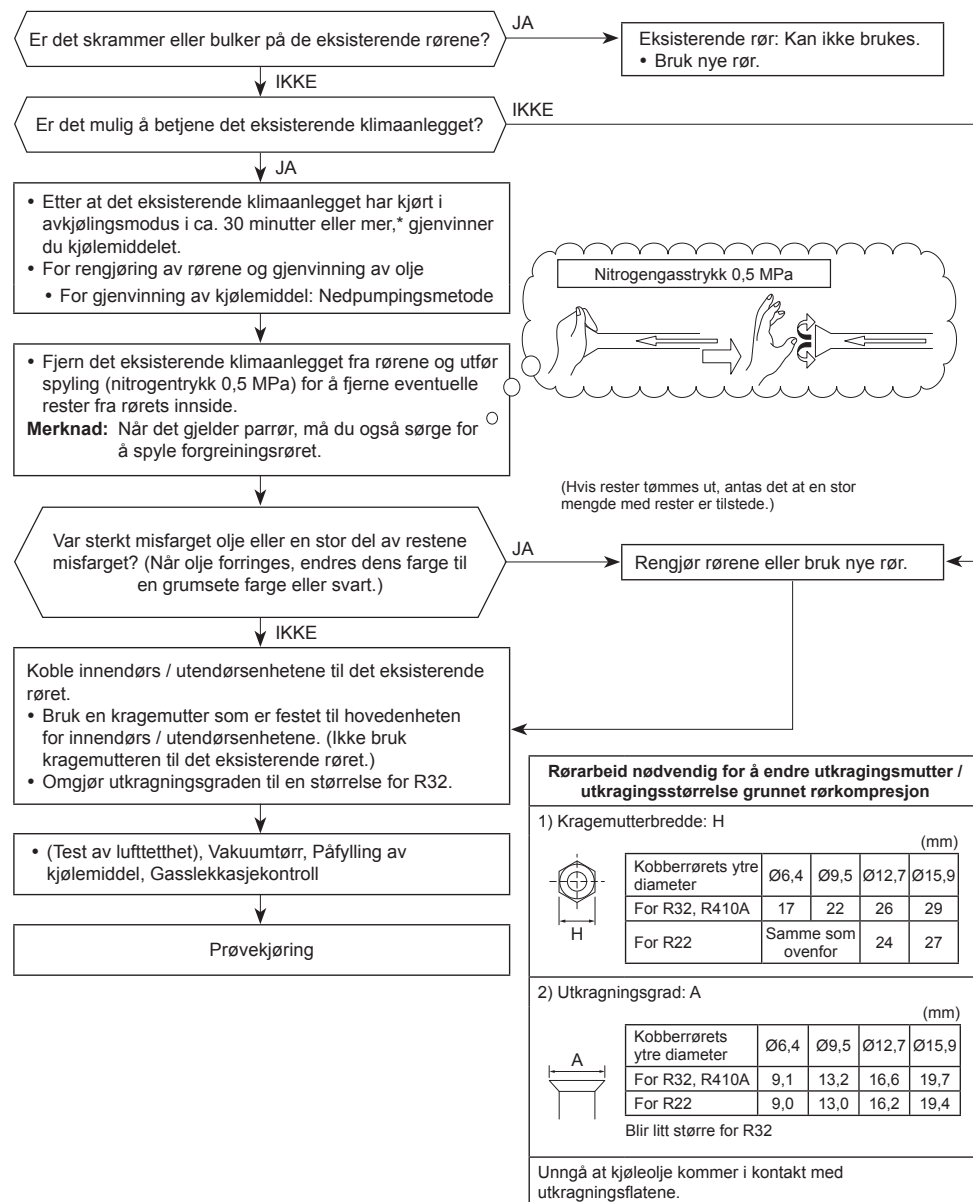 Er det skrammer eller bulker på de eksisterende rørene?
JA
Eksisterende rør: Kan ikke brukes.
• Bruk nye rør.
IKKE
Er det mulig å betjene det eksisterende klimaanlegget?
IKKE
JA
• Etter at det eksisterende klimaanlegget har kjørt i
avkjølingsmodus i ca. 30 minutter eller mer,* gjenvinner
du kjølemiddelet.
• For rengjøring av rørene og gjenvinning av olje
• For gjenvinning av kjølemiddel: Nedpumpingsmetode
Nitrogengasstrykk 0,5 MPa
• Fjern det eksisterende klimaanlegget fra rørene og utfør
spyling (nitrogentrykk 0,5 MPa) for å fjerne eventuelle
rester fra rørets innside.
Merknad: Når det gjelder parrør, må du også sørge for
å spyle forgreiningsrøret.
(Hvis rester tømmes ut, antas det at en stor
mengde med rester er tilstede.)
Var sterkt misfarget olje eller en stor del av restene
misfarget? (Når olje forringes, endres dens farge til
en grumsete farge eller svart.)
JA
Rengjør rørene eller bruk nye rør.
IKKE
Koble innendørs / utendørsenhetene til det eksisterende
røret.
• Bruk en kragemutter som er festet til hovedenheten
for innendørs / utendørsenhetene. (Ikke bruk
kragemutteren til det eksisterende røret.)
• Omgjør utkragningsgraden til en størrelse for R32.
• (Test av lufttetthet), Vakuumtørr, Påfylling av
kjølemiddel, Gasslekkasjekontroll
Prøvekjøring
Rørarbeid nødvendig for å endre utkragingsmutter /
utkragingsstørrelse grunnet rørkompresjon
1) Kragemutterbredde: H
(mm)
H
Kobberrørets ytre
diameter Ø6,4 Ø9,5 Ø12,7 Ø15,9
For R32, R410A 17 22 26 29
For R22 Samme som
ovenfor 24 27
2) Utkragningsgrad: A
(mm)
A
Kobberrørets
ytre diameter Ø6,4 Ø9,5 Ø12,7 Ø15,9
For R32, R410A 9,1 13,2 16,6 19,7
For R22 9,0 13,0 16,2 19,4
Blir litt større for R32
Unngå at kjøleolje kommer i kontakt med
utkragningsflatene.